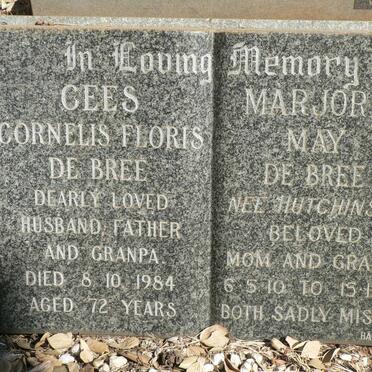 In Loving Memory
CEES
CORNELIS FLORIS
DE BREE
DEARLY LOVED
HUSBAND, FATHER
AND GRANPA.
DIED 8.10.1984
AGED 72 YEARS
MARJOR
MAY
DE BREE
NEÉ HUTCHIN
BELOVED
MOM AND GRA
6.5.10 TO 15.1
BOTH SADLY MIS